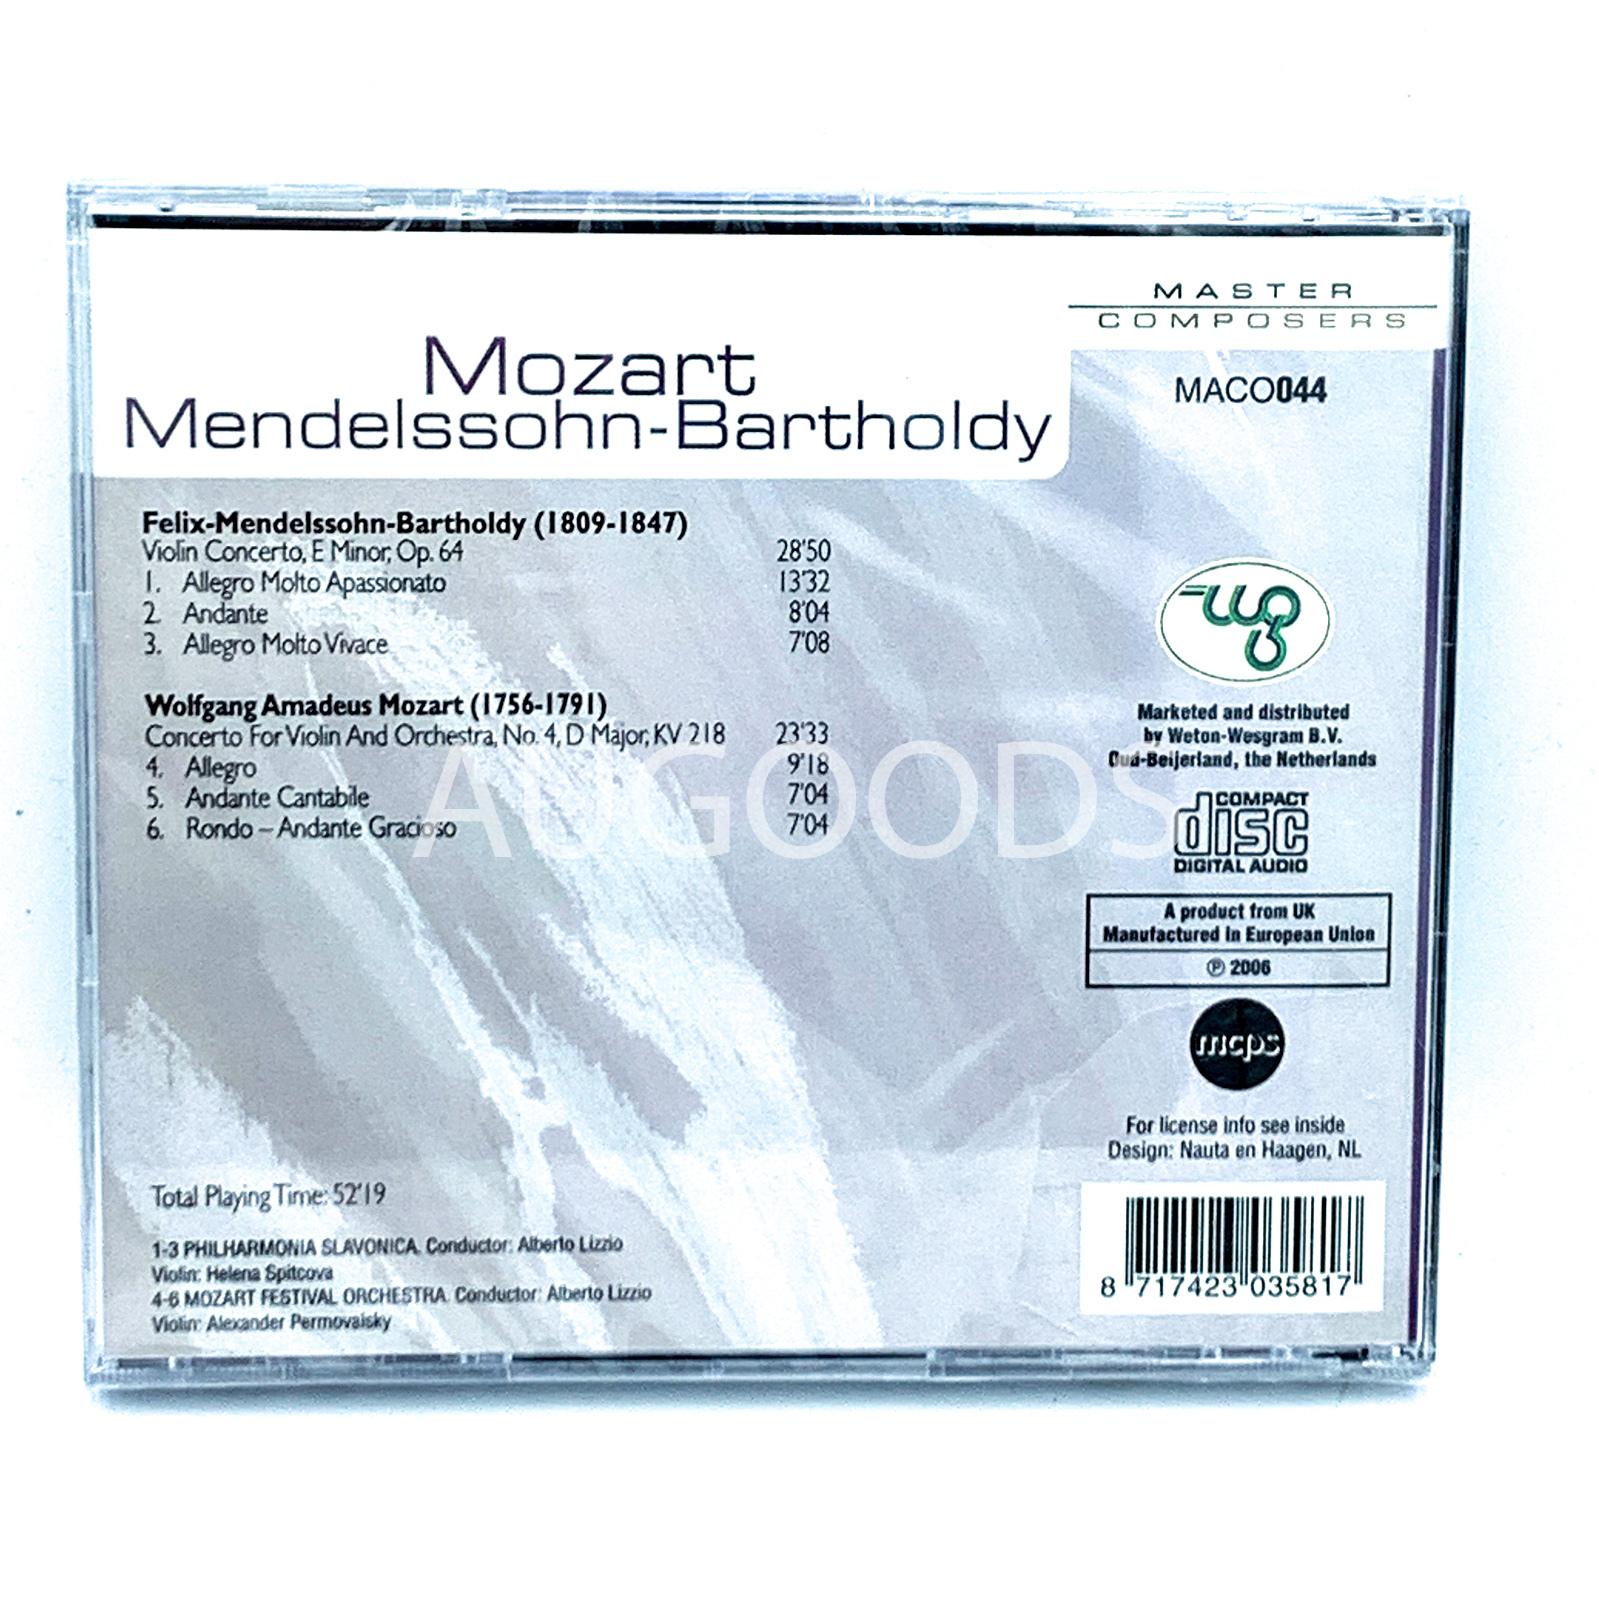 MASTER
COMPOSERS
Mozart
Mendelssohn-Bartholdy
MACO044
Felix-Mendelssohn-Bartholdy (1809-1847)
Violin Concerto, E Minor, Op. 64 28'50
1. Allegro Molto Apassionato 13'32
2. Andante 8'04
3. Allegro Molto Vivace 7'08
Wolfgang Amadeus Mozart (1756-1791)
Concerto For Violin And Orchestra, No. 4, D Major, KV 218 23'33
4. Allegro 9'18
5. Andante Cantabile 7'04
6. Rondo – Andante Gracioso 7'04
Total Playing Time: 52'19
1-3 PHILHARMONIA SLAVONICA. Conductor: Alberto Lizzio
Violin: Helena Spitcova
4-6 MOZART FESTIVAL ORCHESTRA. Conductor: Alberto Lizzio
Violin: Alexander Permovalsky
AU GOODS
wg
Marketed and distributed
by Weton-Wesgram B.V.
Oud-Beijerland, the Netherlands
COMPACT
disc
DIGITAL AUDIO
A product from UK
Manufactured in European Union
℗ 2006
mcps
For license info see inside
Design: Nauta en Haagen, NL
8 717423 035817